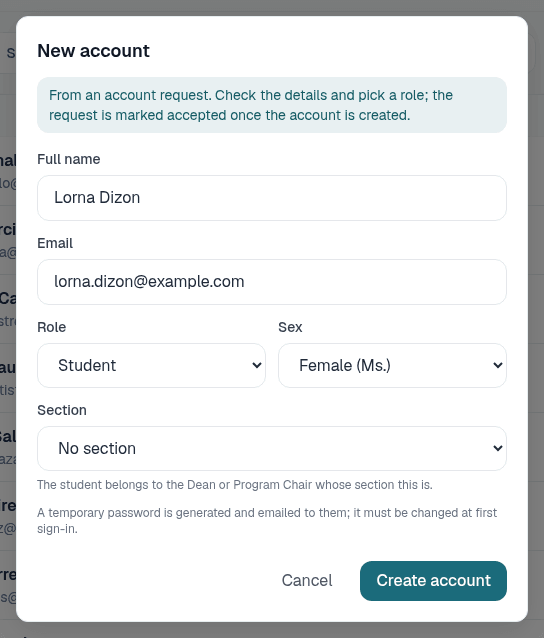 New account
From an account request. Check the details and pick a role; the
request is marked accepted once the account is created.
Full name
Lorna Dizon
Email
lorna.dizon@example.com
Role
Sex
Student
Female (Ms.)
Section
No section
The student belongs to the Dean or Program Chair whose section this is.
A temporary password is generated and emailed to them; it must be changed at first
sign-in.
Cancel
Create account